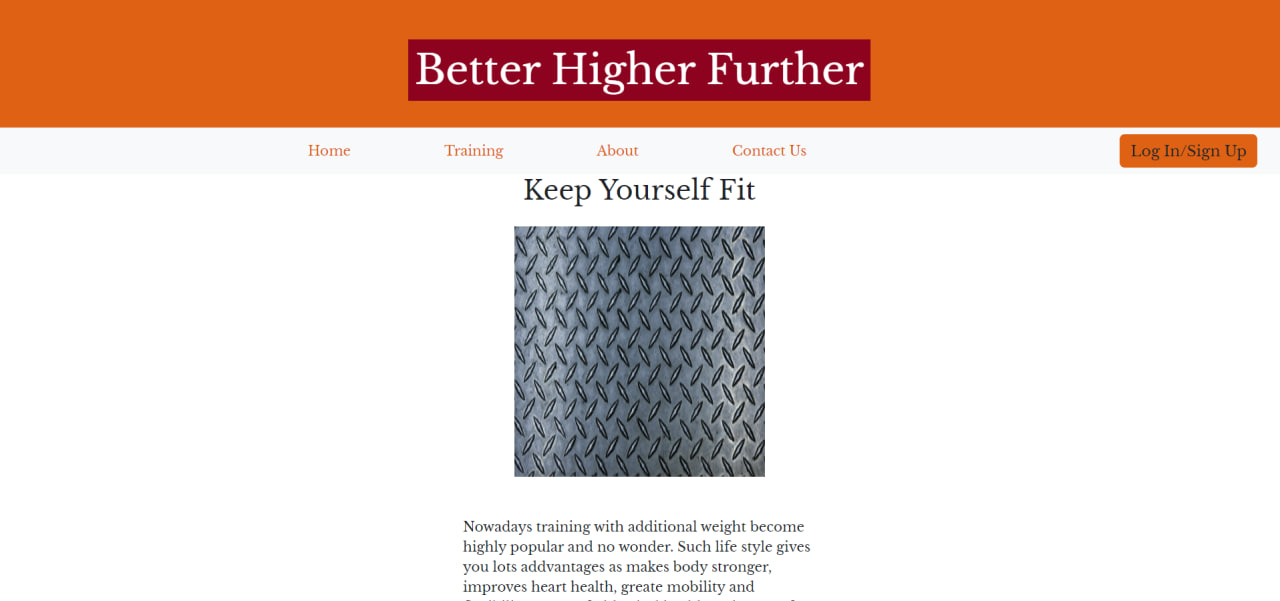 Better Higher Further
Home
Training
About
Contact Us
Log In/Sign Up
Keep Yourself Fit
Nowadays training with additional weight become
highly popular and no wonder. Such life style gives
you lots addvantages as makes body stronger,
improves heart health, greate mobility and